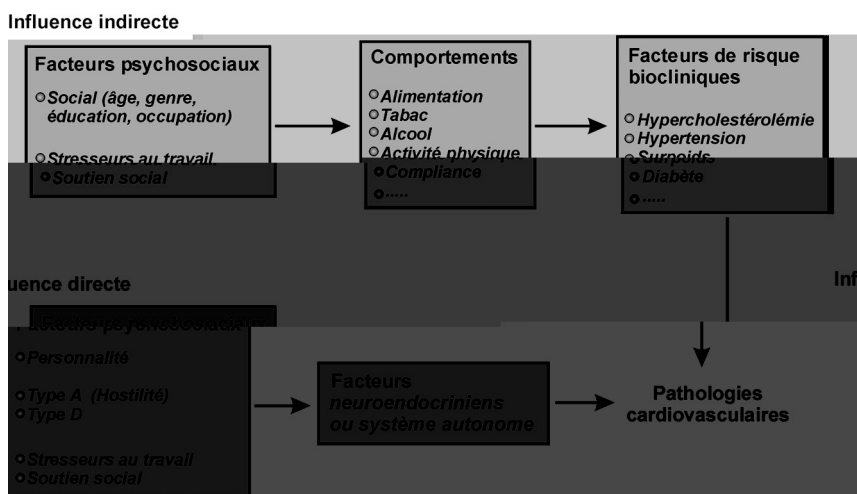 Influence indirecte
Facteurs psychosociaux
Social (âge, genre,
éducation, occupation)
Stresseurs au travail
Soutien social
Comportements
Alimentation
Tabac
Alcool
Activité physique
Compliance
.....
Facteurs de risque
biocliniques
Hypercholestérolémie
Hypertension
Surpoids
Diabète
.....
uence directe
Inf
Facteurs psychosociaux
Personnalité
Type A (Hostilité)
Type D
Stresseurs au travail
Soutien social
Facteurs
neuroendocriniens
ou système autonome
Pathologies
cardiovasculaires